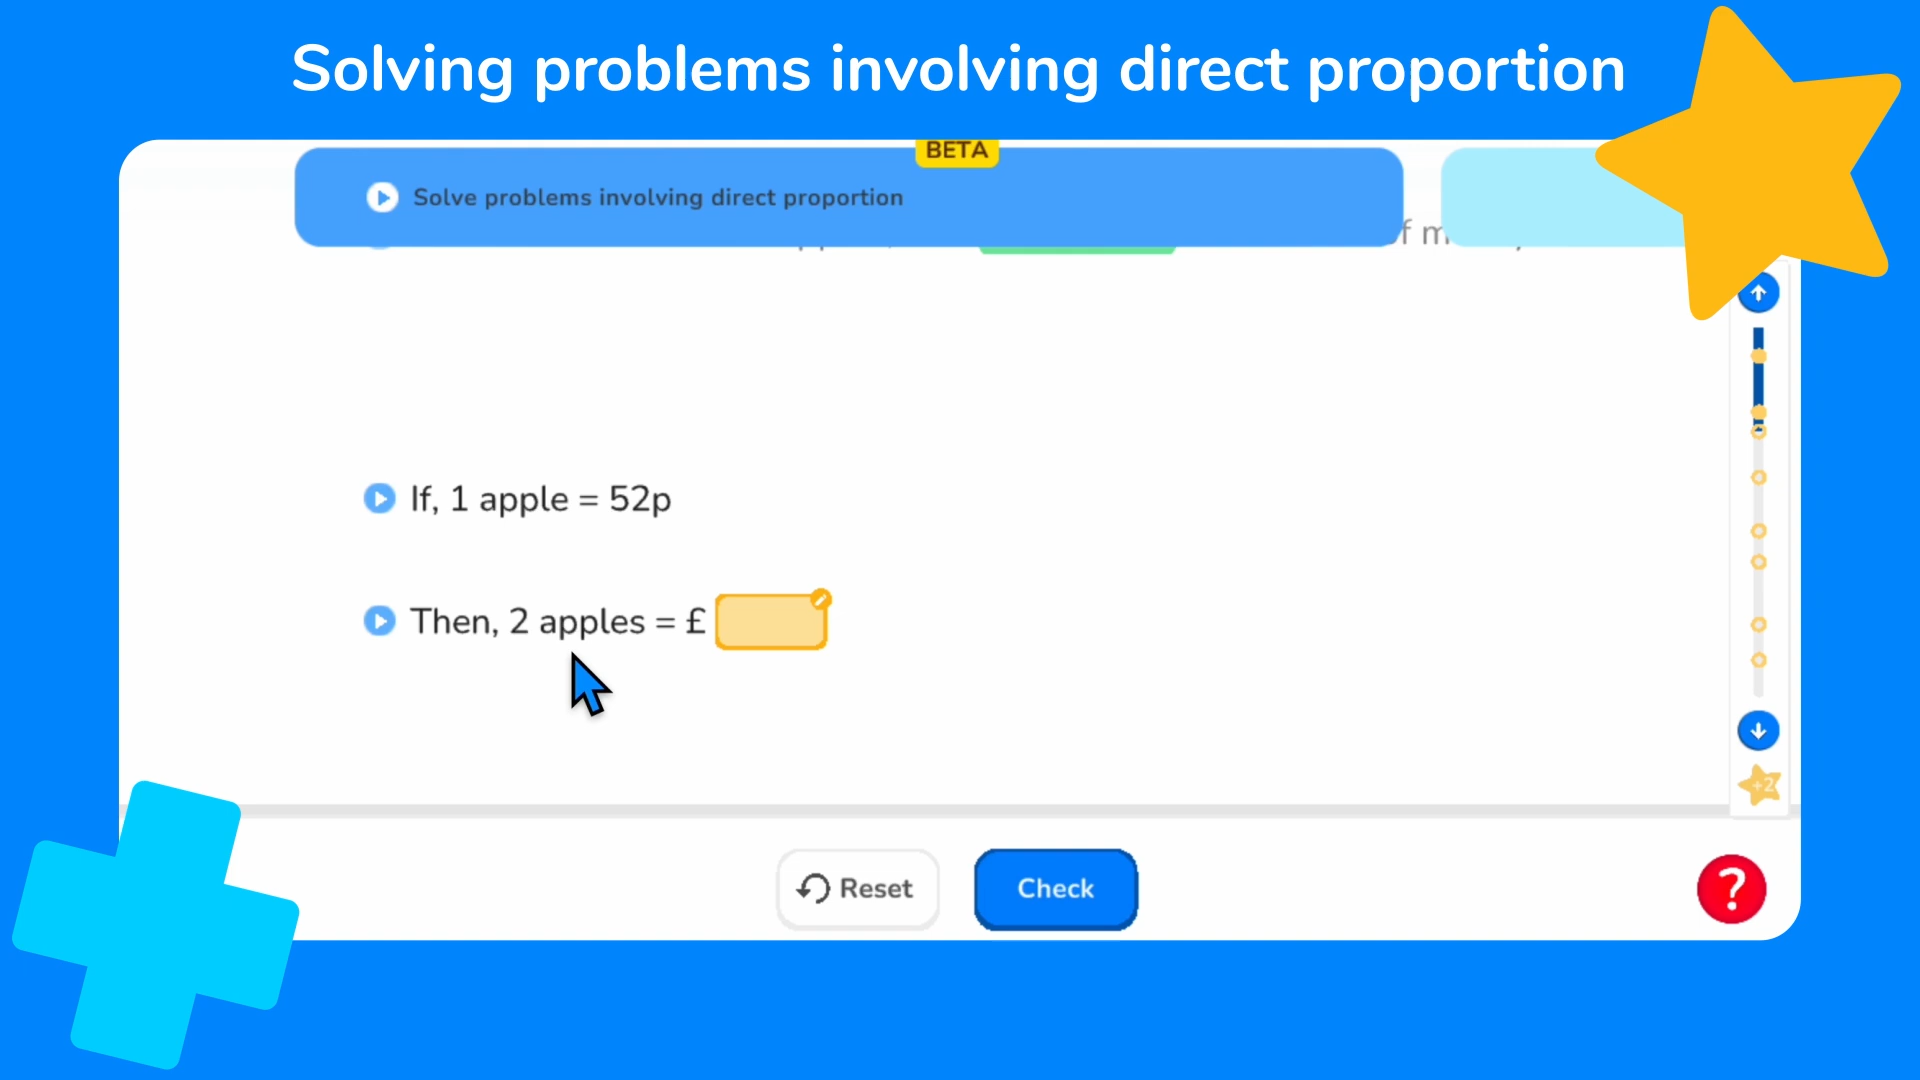 Solving problems involving direct proportion
BETA
Solve problems involving direct proportion
If, 1 apple = 52p
Then, 2 apples = £
+2
Reset
Check
?